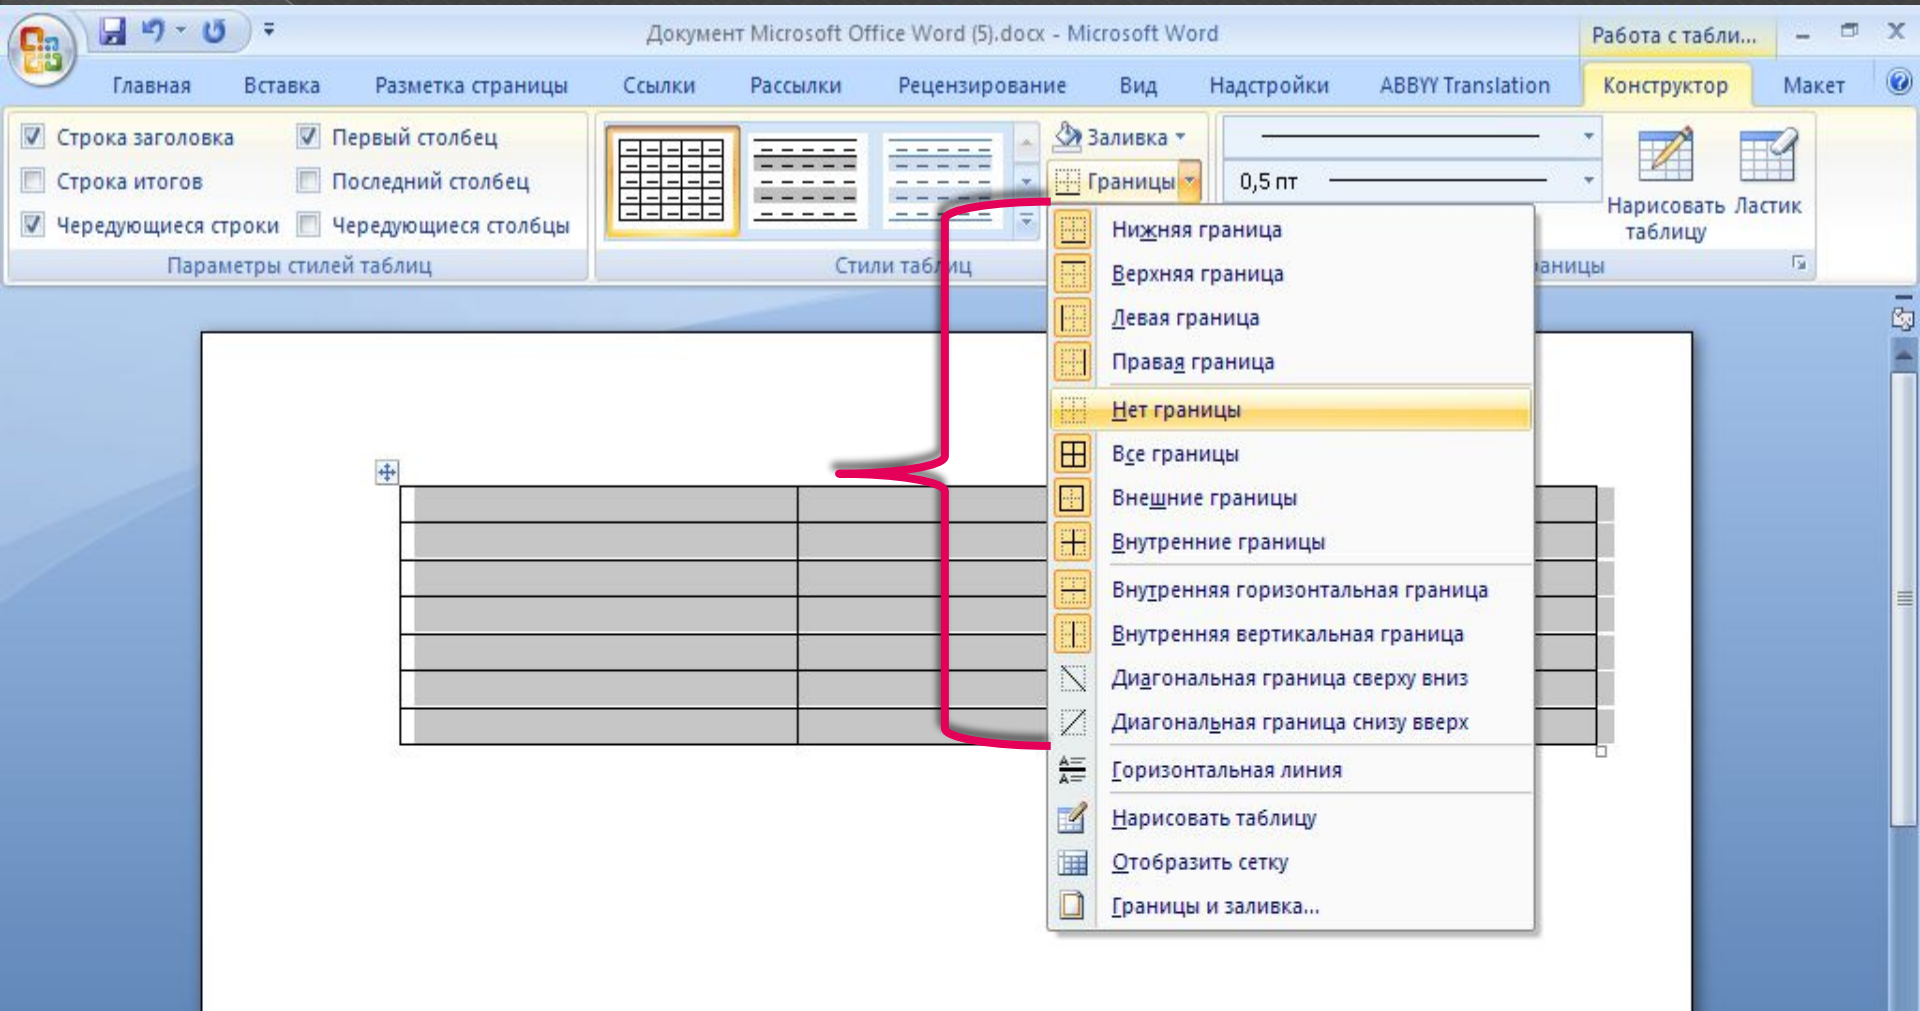 Документ Microsoft Office Word (5).docx - Microsoft Word
Работа с табли...
Главная Вставка Разметка страницы Ссылки Рассылки Рецензирование Вид Надстройки ABBYY Translation Конструктор Макет
Строка заголовка
Первый столбец
Строка итогов
Последний столбец
Чередующиеся строки
Чередующиеся столбцы
Параметры стилей таблиц
Стили таблиц
Заливка
Границы
0,5 пт
Нарисовать
таблицу
Ластик
аницы
Нижняя граница
Верхняя граница
Левая граница
Правая граница
Нет границы
Все границы
Внешние границы
Внутренние границы
Внутренняя горизонтальная граница
Внутренняя вертикальная граница
Диагональная граница сверху вниз
Диагональная граница снизу вверх
Горизонтальная линия
Нарисовать таблицу
Отобразить сетку
Границы и заливка...